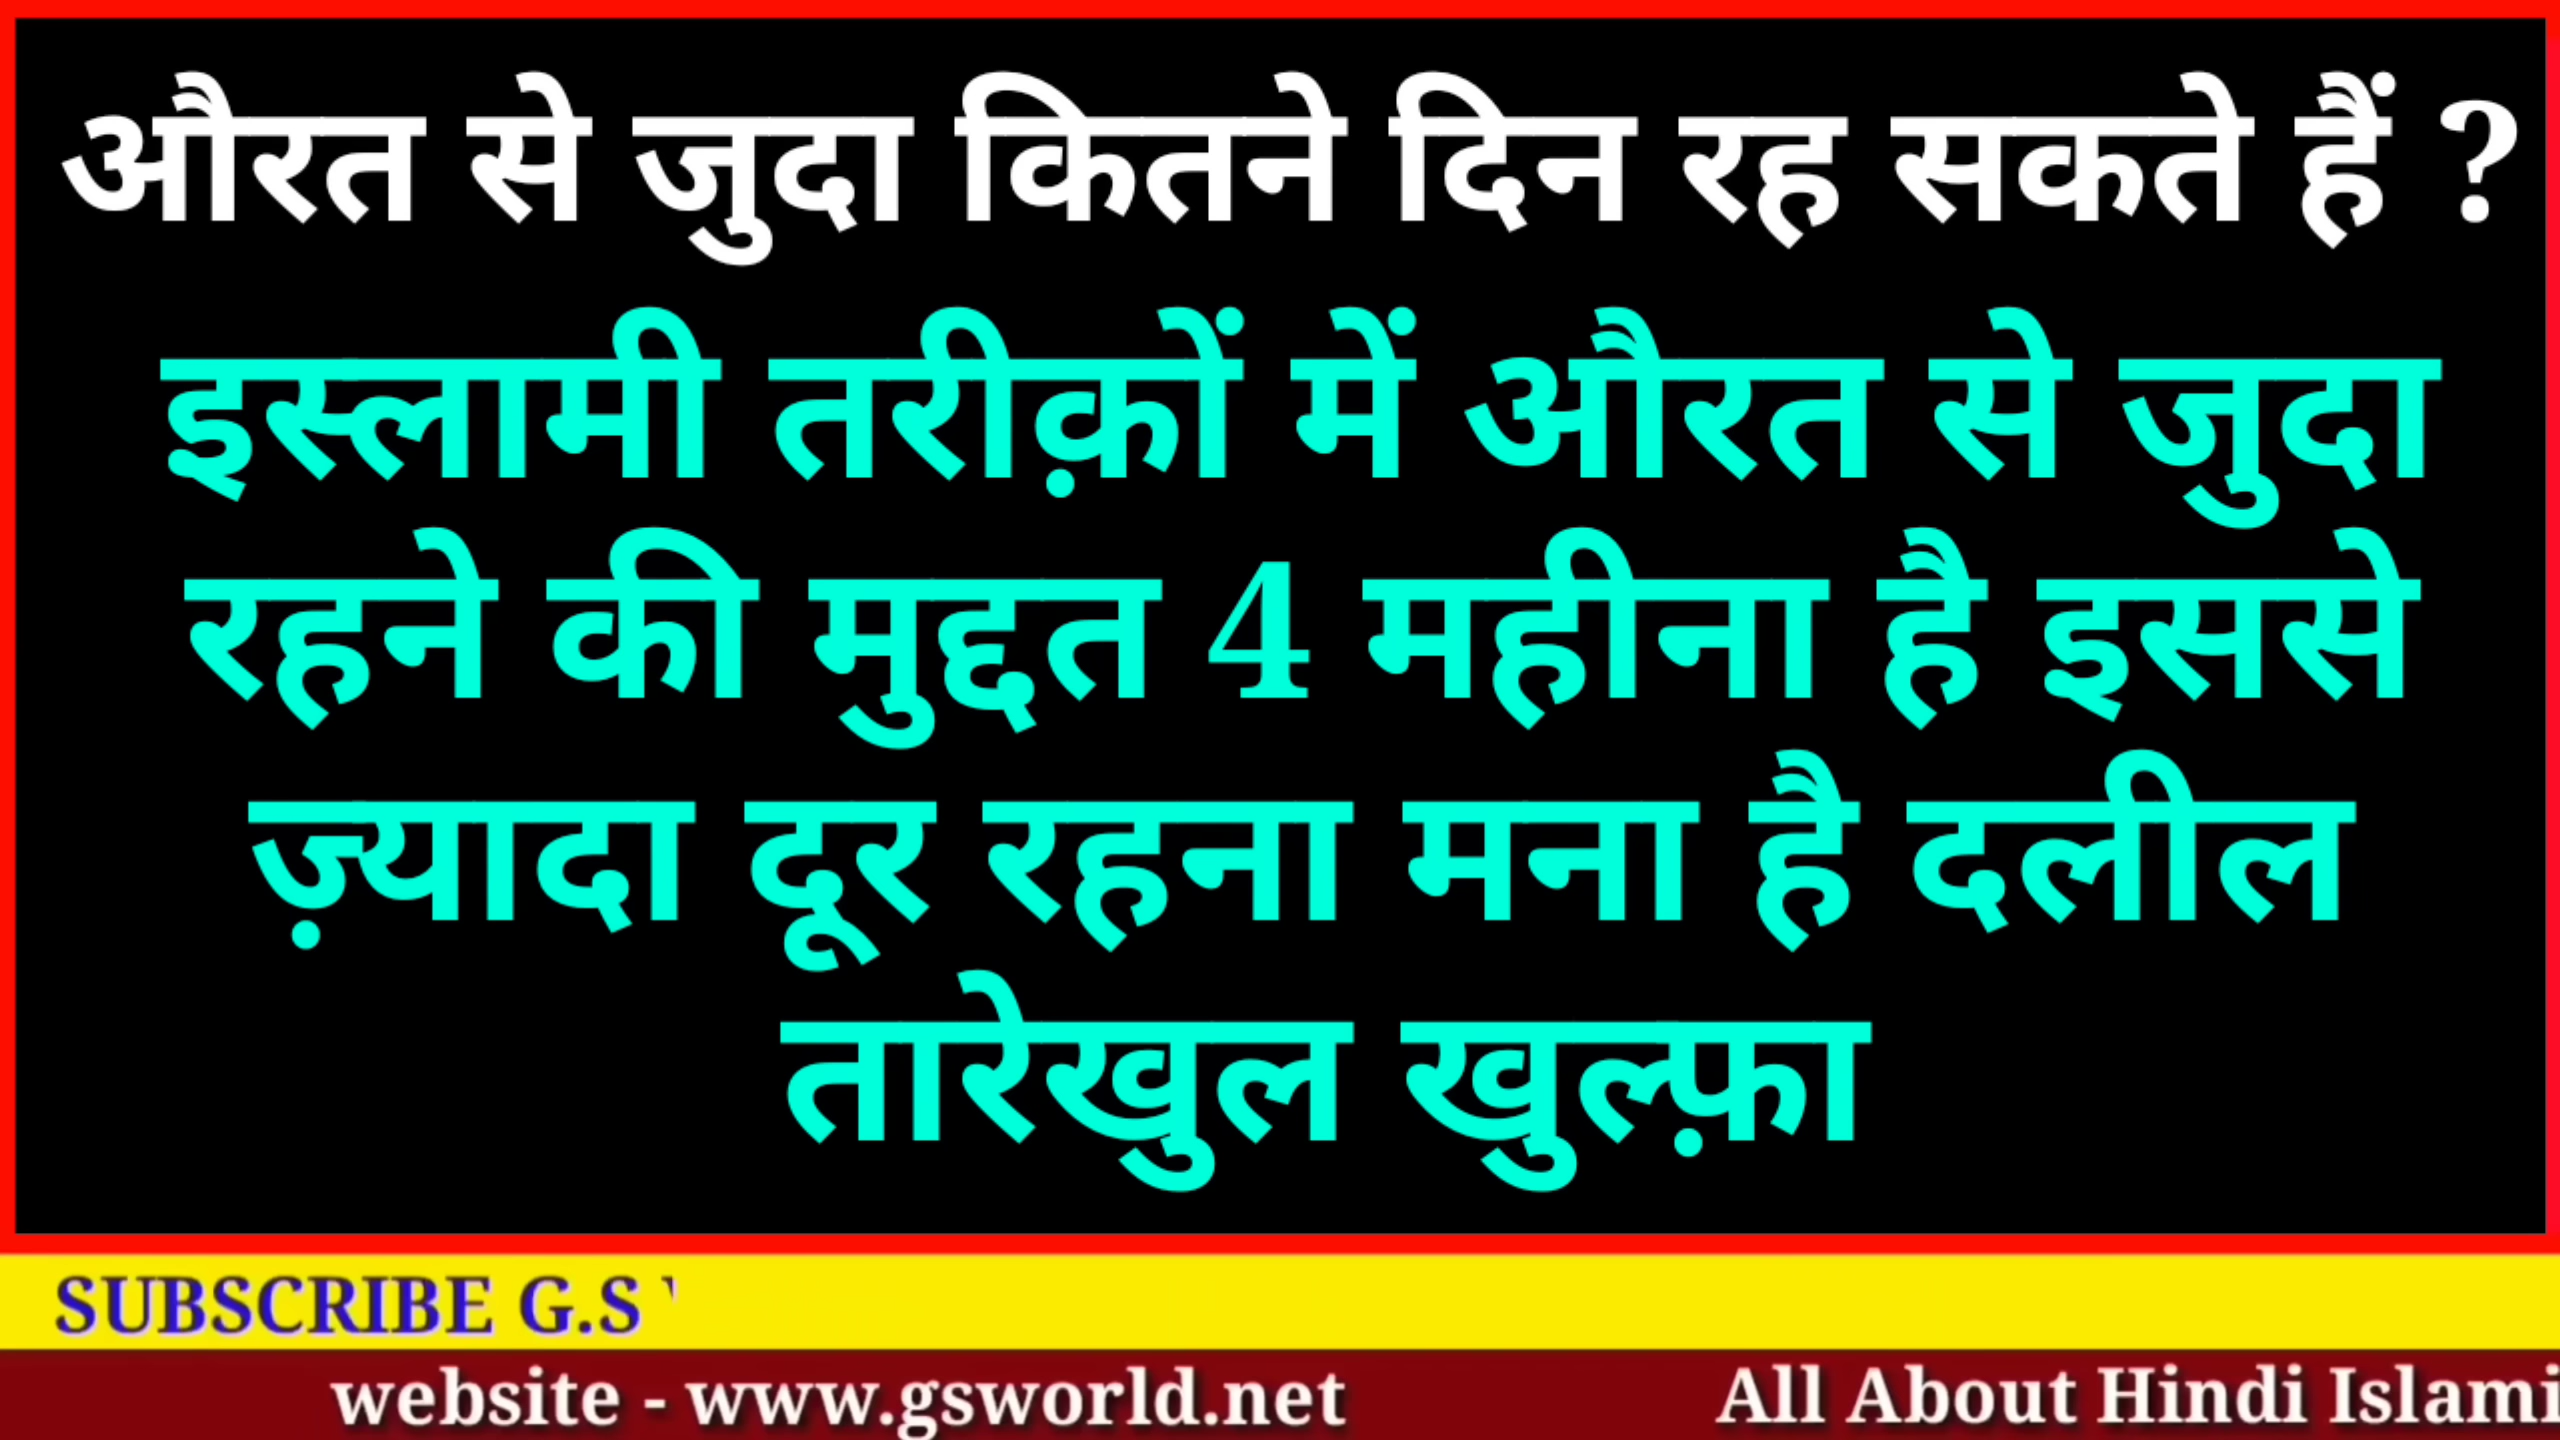 औरत से जुदा कितने दिन रह सकते हैं ?
इस्लामी तरीक़ों में औरत से जुदा
रहने की मुद्दत 4 महीना है इससे
ज़्यादा दूर रहना मना है दलील
तारेखुल खुल्फ़ा
SUBSCRIBE G.S
website - www.gsworld.net All About Hindi Islami